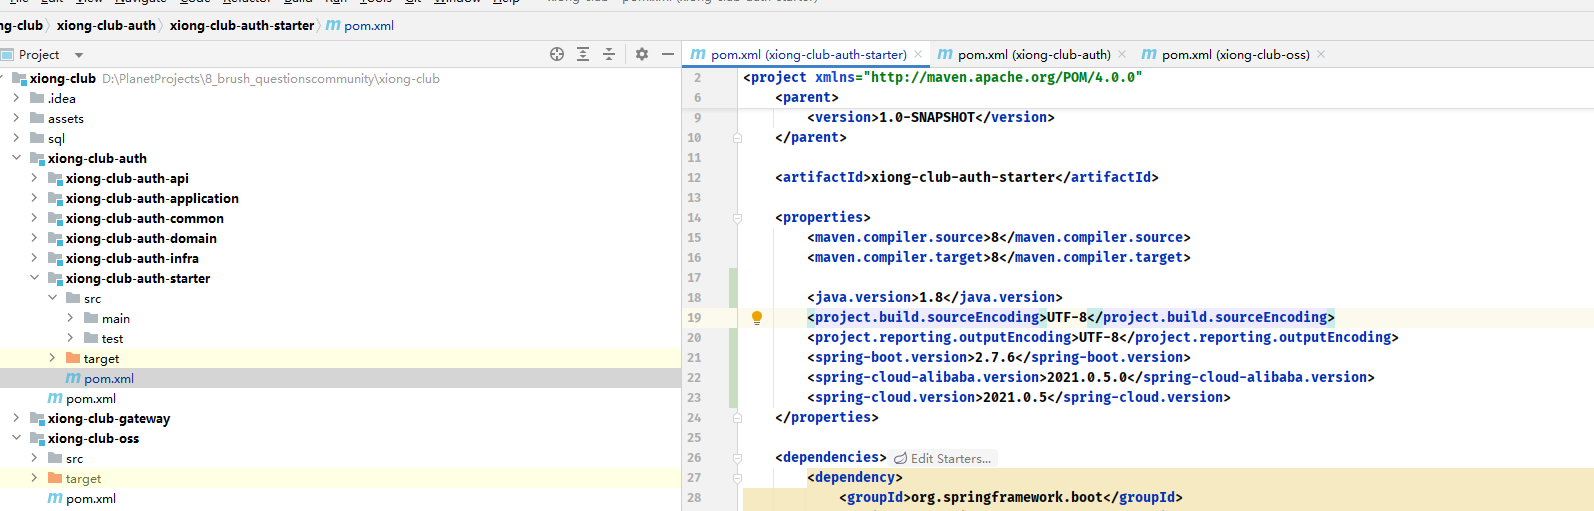 ng-club xiong-club-auth xiong-club-auth-starter pom.xml
Project
xiong-club D:\PlanetProjects\8_brush_questionscommunity\xiong-club
.idea
assets
sql
xiong-club-auth
xiong-club-auth-api
xiong-club-auth-application
xiong-club-auth-common
xiong-club-auth-domain
xiong-club-auth-infra
xiong-club-auth-starter
src
main
test
target
pom.xml
pom.xml
xiong-club-gateway
xiong-club-oss
src
target
pom.xml
pom.xml (xiong-club-auth-starter) pom.xml (xiong-club-auth) pom.xml (xiong-club-oss)
2 <project xmlns="http://maven.apache.org/POM/4.0.0"
6 <parent>
9 <version>1.0-SNAPSHOT</version>
10 </parent>
11
12 <artifactId>xiong-club-auth-starter</artifactId>
13
14 <properties>
15 <maven.compiler.source>8</maven.compiler.source>
16 <maven.compiler.target>8</maven.compiler.target>
17
18 <java.version>1.8</java.version>
19 <project.build.sourceEncoding>UTF-8</project.build.sourceEncoding>
20 <project.reporting.outputEncoding>UTF-8</project.reporting.outputEncoding>
21 <spring-boot.version>2.7.6</spring-boot.version>
22 <spring-cloud-alibaba.version>2021.0.5.0</spring-cloud-alibaba.version>
23 <spring-cloud.version>2021.0.5</spring-cloud.version>
24 </properties>
25
26 <dependencies> Edit Starters...
27 <dependency>
28 <groupId>org.springframework.boot</groupId>